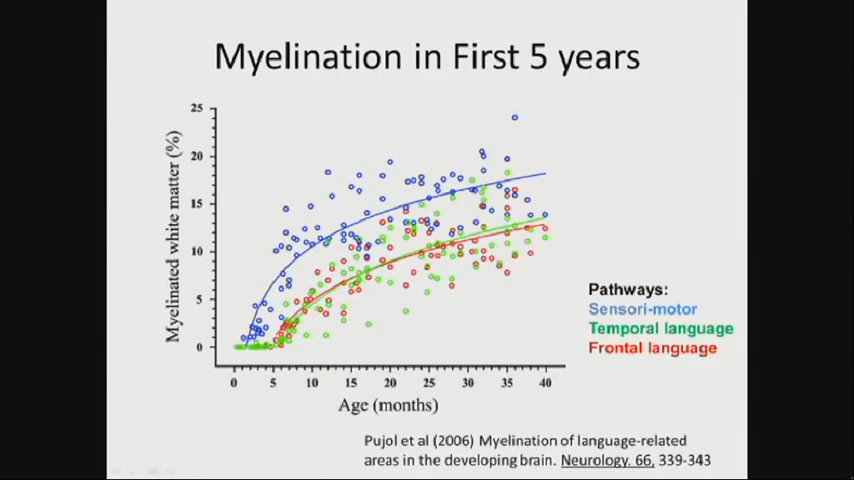 Myelination in First 5 years
Myelinated white matter (%)
25
20
15
10
5
0
0 5 10 15 20 25 30 35 40
Age (months)
Pathways:
Sensori-motor
Temporal language
Frontal language
Pujol et al (2006) Myelination of language-related
areas in the developing brain. Neurology. 66, 339-343